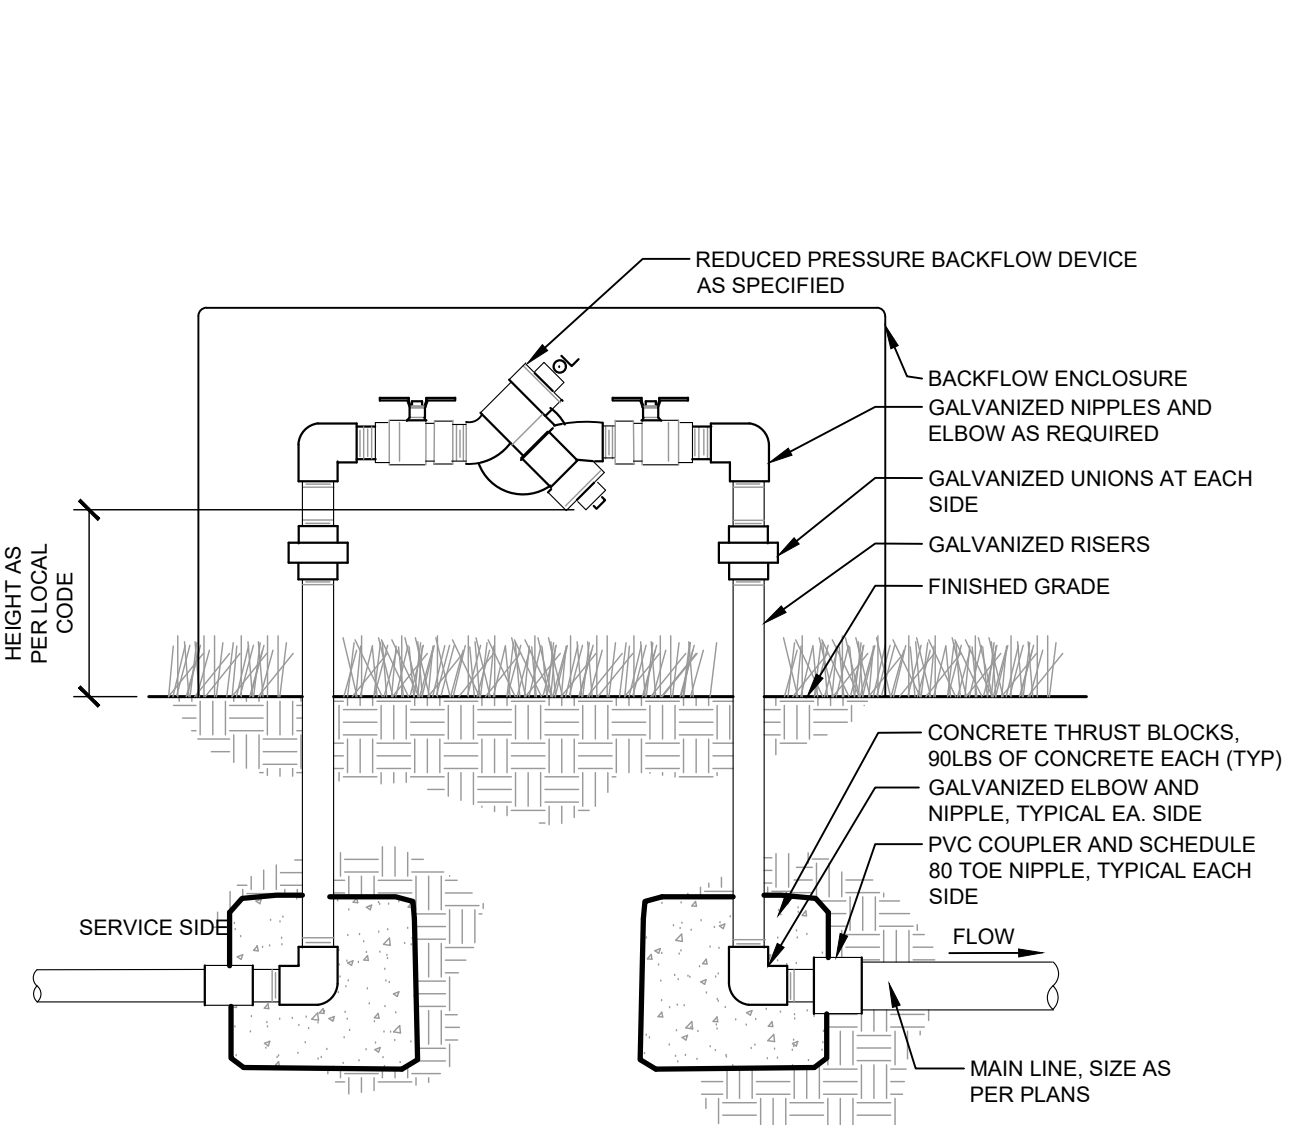 REDUCED PRESSURE BACKFLOW DEVICE
AS SPECIFIED
BACKFLOW ENCLOSURE
GALVANIZED NIPPLES AND
ELBOW AS REQUIRED
GALVANIZED UNIONS AT EACH
SIDE
GALVANIZED RISERS
FINISHED GRADE
HEIGHT AS
PER LOCAL
CODE
CONCRETE THRUST BLOCKS,
90LBS OF CONCRETE EACH (TYP)
GALVANIZED ELBOW AND
NIPPLE, TYPICAL EA. SIDE
PVC COUPLER AND SCHEDULE
80 TOE NIPPLE, TYPICAL EACH
SIDE
SERVICE SIDE
FLOW
MAIN LINE, SIZE AS
PER PLANS